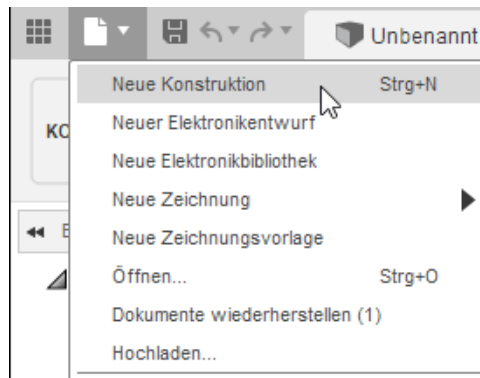 Unbenannt
Neue Konstruktion Strg+N
KO
Neuer Elektronikentwurf
Neue Elektronikbibliothek
Neue Zeichnung
Neue Zeichnungsvorlage
Öffnen... Strg+O
Dokumente wiederherstellen (1)
Hochladen...